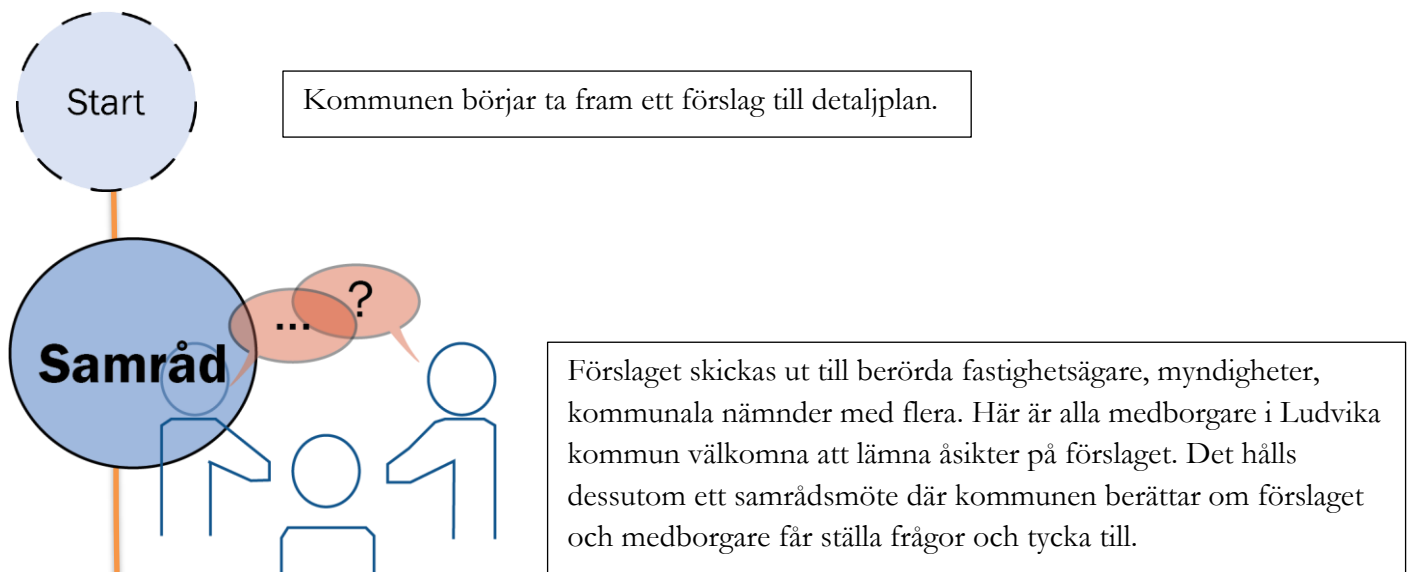 Start
Kommunen börjar ta fram ett förslag till detaljplan.
?
...
Samråd
Förslaget skickas ut till berörda fastighetsägare, myndigheter,
kommunala nämnder med flera. Här är alla medborgare i Ludvika
kommun välkomna att lämna åsikter på förslaget. Det hålls
dessutom ett samrådsmöte där kommunen berättar om förslaget
och medborgare får ställa frågor och tycka till.